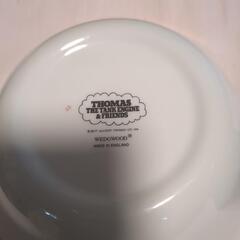 THOMAS
THE TANK ENGINE
& FRIENDS
WEDGWOOD®
MADE IN ENGLAND